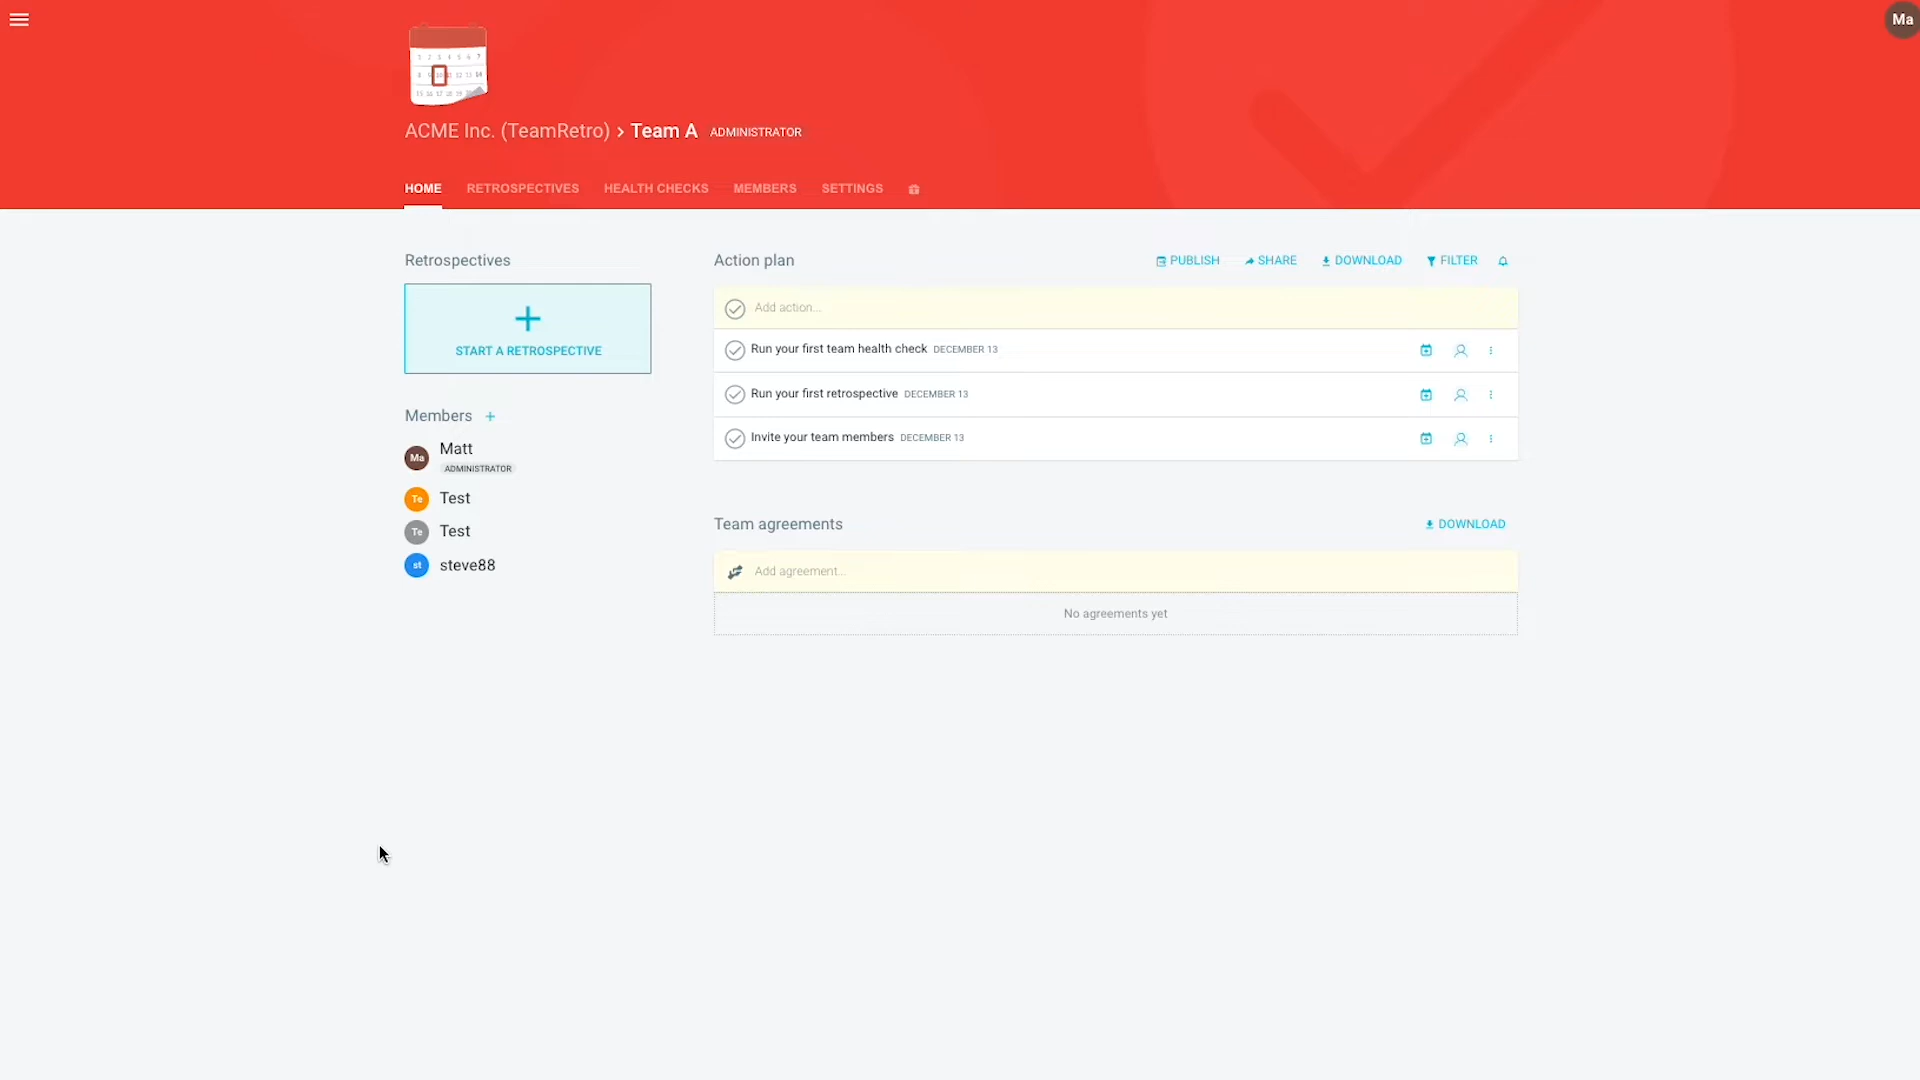 Ma
ACME Inc. (TeamRetro) › Team A ADMINISTRATOR
HOME RETROSPECTIVES HEALTH CHECKS MEMBERS SETTINGS
Retrospectives
START A RETROSPECTIVE
Members +
Ma Matt
ADMINISTRATOR
Te Test
Te Test
st steve88
Action plan PUBLISH SHARE DOWNLOAD FILTER
Add action...
Run your first team health check DECEMBER 13
Run your first retrospective DECEMBER 13
Invite your team members DECEMBER 13
Team agreements DOWNLOAD
Add agreement...
No agreements yet